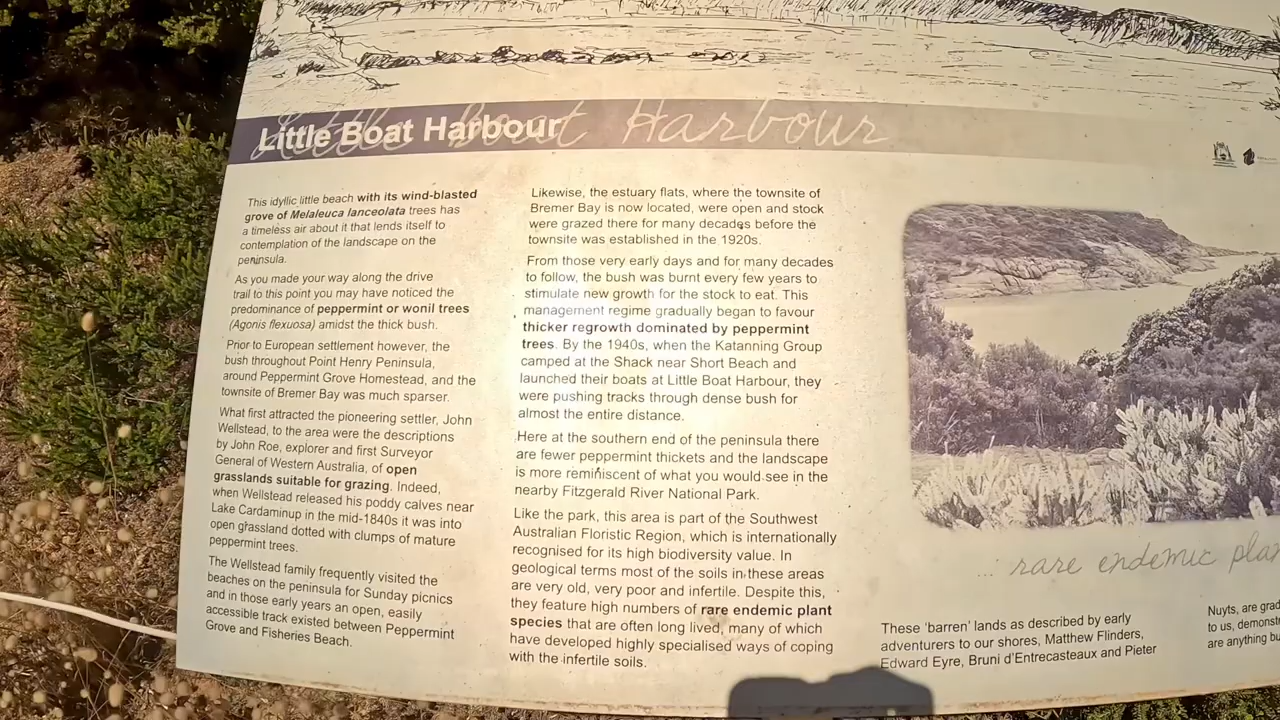 Little Boat Harbour
Little Boat Harbour
This idyllic little beach with its wind-blasted
grove of Melaleuca lanceolata trees has
a timeless air about it that lends itself to
contemplation of the landscape on the
peninsula.
As you made your way along the drive
trail to this point you may have noticed the
predominance of peppermint or wonil trees
(Agonis flexuosa) amidst the thick bush.
Prior to European settlement however, the
bush throughout Point Henry Peninsula,
around Peppermint Grove Homestead, and the
townsite of Bremer Bay was much sparser.
What first attracted the pioneering settler, John
Wellstead, to the area were the descriptions
by John Roe, explorer and first Surveyor
General of Western Australia, of open
grasslands suitable for grazing. Indeed,
when Wellstead released his poddy calves near
Lake Cardaminup in the mid-1840s it was into
open grassland dotted with clumps of mature
peppermint trees.
The Wellstead family frequently visited the
beaches on the peninsula for Sunday picnics
and in those early years an open, easily
accessible track existed between Peppermint
Grove and Fisheries Beach.
Likewise, the estuary flats, where the townsite of
Bremer Bay is now located, were open and stock
were grazed there for many decades before the
townsite was established in the 1920s.
From those very early days and for many decades
to follow, the bush was burnt every few years to
stimulate new growth for the stock to eat. This
management regime gradually began to favour
thicker regrowth dominated by peppermint
trees. By the 1940s, when the Katanning Group
camped at the Shack near Short Beach and
launched their boats at Little Boat Harbour, they
were pushing tracks through dense bush for
almost the entire distance.
Here at the southern end of the peninsula there
are fewer peppermint thickets and the landscape
is more reminiscent of what you would see in the
nearby Fitzgerald River National Park.
Like the park, this area is part of the Southwest
Australian Floristic Region, which is internationally
recognised for its high biodiversity value. In
geological terms most of the soils in these areas
are very old, very poor and infertile. Despite this,
they feature high numbers of rare endemic plant
species that are often long lived, many of which
have developed highly specialised ways of coping
with the infertile soils.
... rare endemic plan
These 'barren' lands as described by early
adventurers to our shores, Matthew Flinders,
Edward Eyre, Bruni d'Entrecasteaux and Pieter
Nuyts, are grad
to us, demonst
are anything bu